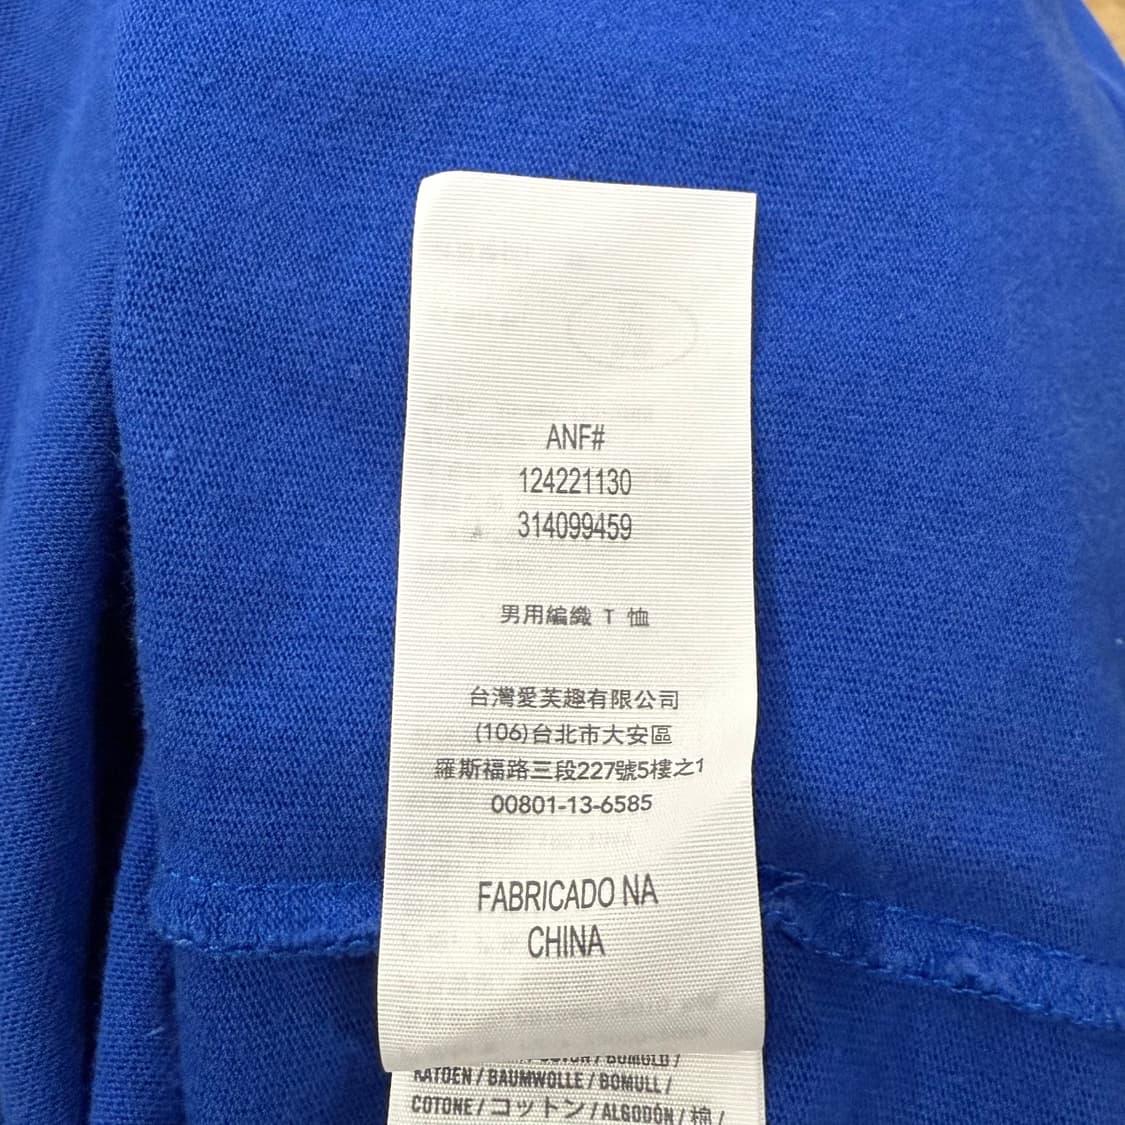 ANF#
124221130
314099459
男用編織 T 恤
台灣愛芙趣有限公司
(106)台北市大安區
羅斯福路三段227號5樓之1
00801-13-6585
FABRICADO NA
CHINA
/ BOMULD /
KATOEN / BAUMWOLLE / BOMULL /
COTONE / コットン / ALGODÓN / 棉 /